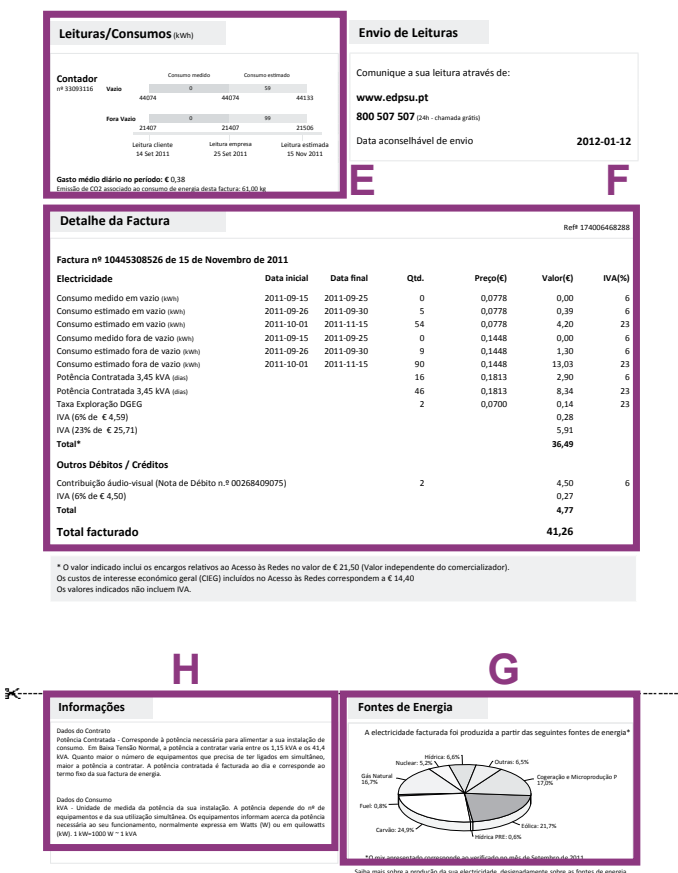 Leituras/Consumos (kWh)
Contador
nº 33093116
Consumo medido Consumo estimado
Vazio 0 59
44074 44074 44133
Fora Vazio 0 99
21407 21407 21506
Leitura cliente Leitura empresa Leitura estimada
14 Set 2011 25 Set 2011 15 Nov 2011
Gasto médio diário no período: € 0,38
Emissão de CO2 associado ao consumo de energia desta factura: 61,00 kg
Envio de Leituras
Comunique a sua leitura através de:
www.edpsu.pt
800 507 507 (24h - chamada grátis)
Data aconselhável de envio 2012-01-12
E F
Detalhe da Factura
Refª 174006468288
Factura nº 10445308526 de 15 de Novembro de 2011
Electricidade Data inicial Data final Qtd. Preço(€) Valor(€) IVA(%)
Consumo medido em vazio (kWh) 2011-09-15 2011-09-25 0 0,0778 0,00 6
Consumo estimado em vazio (kWh) 2011-09-26 2011-09-30 5 0,0778 0,39 6
Consumo estimado em vazio (kWh) 2011-10-01 2011-11-15 54 0,0778 4,20 23
Consumo medido fora de vazio (kWh) 2011-09-15 2011-09-25 0 0,1448 0,00 6
Consumo estimado fora de vazio (kWh) 2011-09-26 2011-09-30 9 0,1448 1,30 6
Consumo estimado fora de vazio (kWh) 2011-10-01 2011-11-15 90 0,1448 13,03 23
Potência Contratada 3,45 kVA (dias) 16 0,1813 2,90 6
Potência Contratada 3,45 kVA (dias) 46 0,1813 8,34 23
Taxa Exploração DGEG 2 0,0700 0,14 23
IVA (6% de € 4,59) 0,28
IVA (23% de € 25,71) 5,91
Total* 36,49
Outros Débitos / Créditos
Contribuição áudio-visual (Nota de Débito n.º 00268409075) 2 4,50 6
IVA (6% de € 4,50) 0,27
Total 4,77
Total facturado 41,26
* O valor indicado inclui os encargos relativos ao Acesso às Redes no valor de € 21,50 (Valor independente do comercializador).
Os custos de interesse económico geral (CIEG) incluídos no Acesso às Redes correspondem a € 14,40
Os valores indicados não incluem IVA.
H G
Informações
Dados do Contrato
Potência Contratada - Corresponde à potência necessária para alimentar a sua instalação de
consumo. Em Baixa Tensão Normal, a potência a contratar varia entre os 1,15 kVA e os 41,4
kVA. Quanto maior o número de equipamentos que precisa de ter ligados em simultâneo,
maior a potência a contratar. A potência contratada é facturada ao dia e corresponde ao
termo fixo da sua factura de energia.
Dados do Consumo
kVA - Unidade de medida da potência da sua instalação. A potência depende do nº de
equipamentos e da sua utilização simultânea. Os equipamentos informam acerca da potência
necessária ao seu funcionamento, normalmente expressa em Watts (W) ou em quilowatts
(kW). 1 kW=1000 W ~ 1 kVA
Fontes de Energia
A electricidade facturada foi produzida a partir das seguintes fontes de energia*
Hídrica: 6,6%
Nuclear: 5,2%
Outras: 6,5%
Gás Natural
16,7%
Cogeração e Microprodução P
17,0%
Fuel: 0,8%
Eólica: 21,7%
Carvão: 24,9%
Hídrica PRE: 0,6%
*O mix apresentado corresponde ao verificado no mês de Setembro de 2011
Saiba mais sobre a produção da sua electricidade, designadamente sobre as fontes de energia